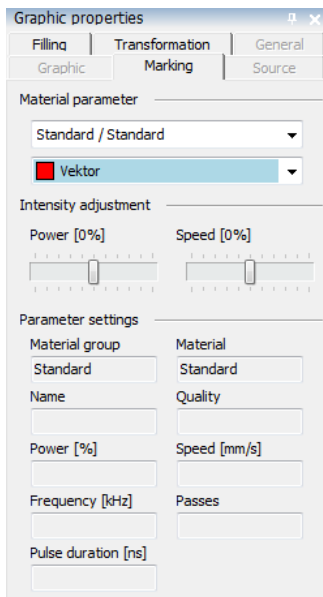 Graphic properties
Filling Transformation General
Graphic Marking Source
Material parameter
Standard / Standard
Vektor
Intensity adjustment
Power [0%] Speed [0%]
Parameter settings
Material group Material
Standard Standard
Name Quality
Power [%] Speed [mm/s]
Frequency [kHz] Passes
Pulse duration [ns]